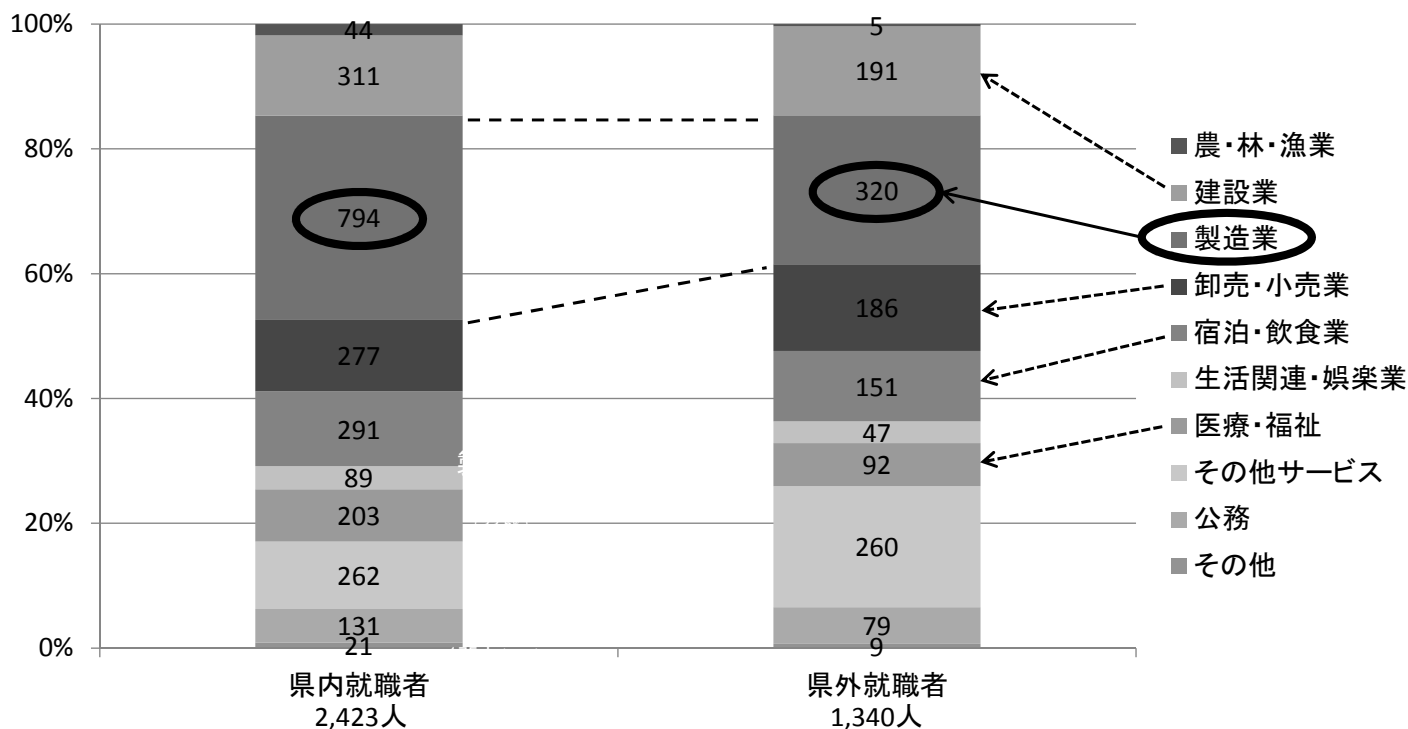 100%
80%
60%
40%
20%
0%
44
311
794
277
291
89
203
262
131
21
5
191
320
186
151
47
92
260
79
9
県内就職者
2,423人
県外就職者
1,340人
農・林・漁業
建設業
製造業
卸売・小売業
宿泊・飲食業
生活関連・娯楽業
医療・福祉
その他サービス
公務
その他